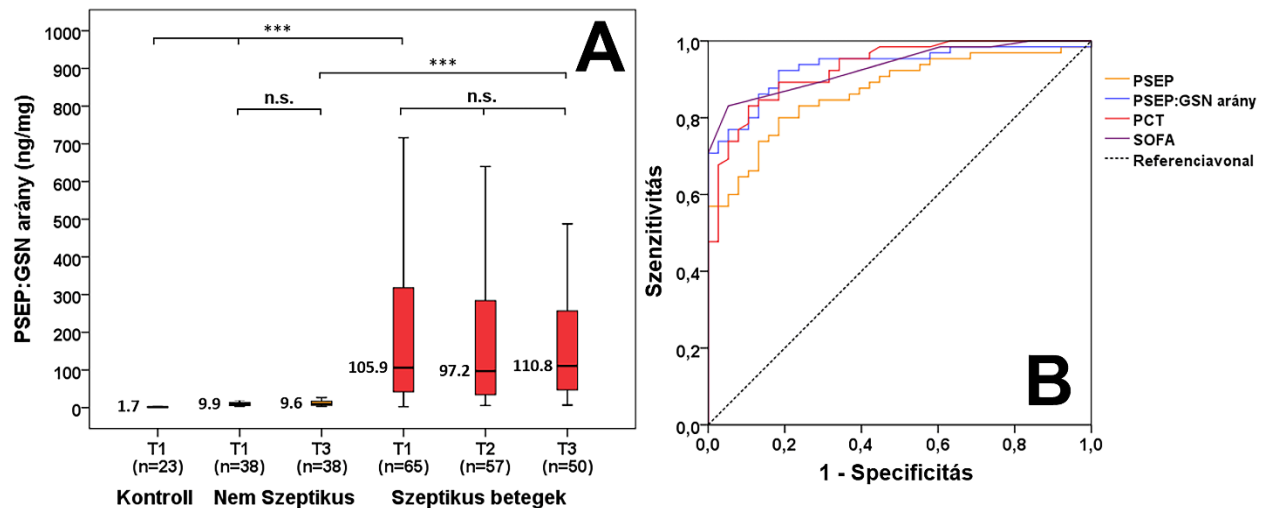 A
PSEP:GSN arány (ng/mg)
1000
900
800
700
600
500
400
300
200
100
0
***
***
n.s.
n.s.
1.7
9.9
9.6
105.9
97.2
110.8
T1 T1 T3 T1 T2 T3
(n=23) (n=38) (n=38) (n=65) (n=57) (n=50)
Kontroll Nem Szeptikus Szeptikus betegek
B
Szenzitivitás
1,0
0,8
0,6
0,4
0,2
0,0
0,0 0,2 0,4 0,6 0,8 1,0
1 - Specificitás
PSEP
PSEP:GSN arány
PCT
SOFA
Referenciavonal